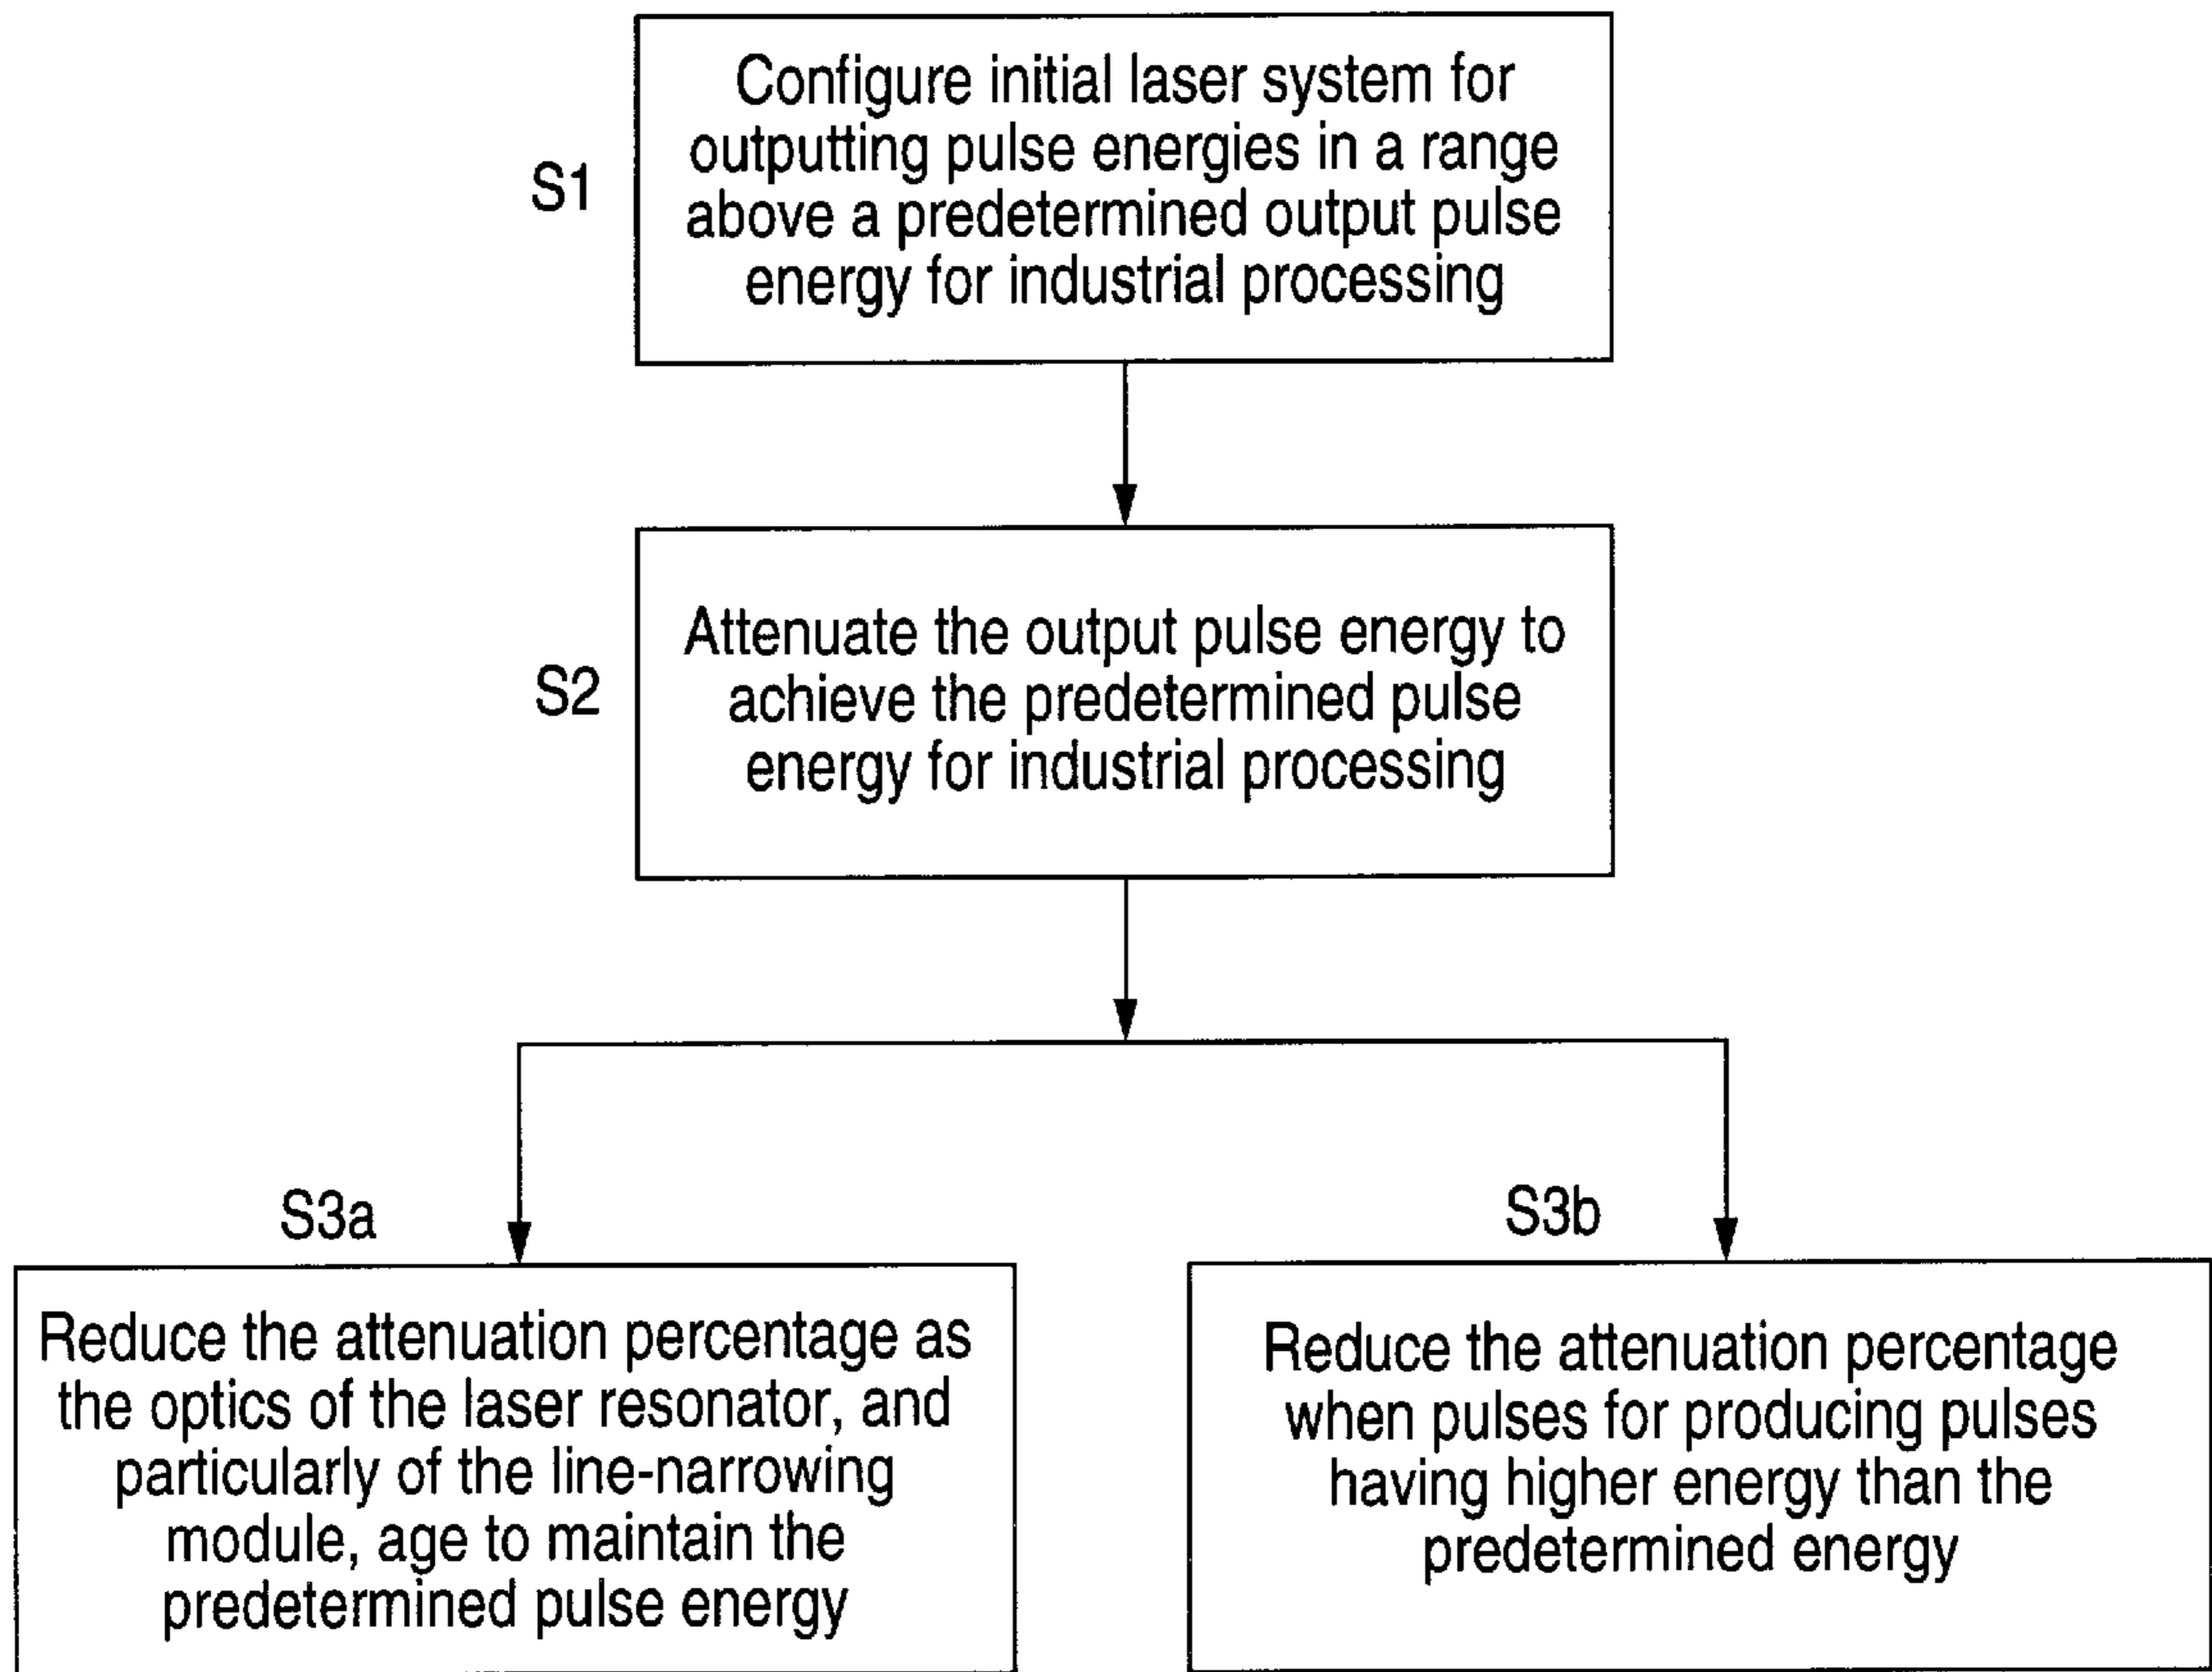 Configure initial laser system for
outputting pulse energies in a range
above a predetermined output pulse
energy for industrial processing
S1
Attenuate the output pulse energy to
achieve the predetermined pulse
energy for industrial processing
S2
S3a
Reduce the attenuation percentage as
the optics of the laser resonator, and
particularly of the line-narrowing
module, age to maintain the
predetermined pulse energy
S3b
Reduce the attenuation percentage
when pulses for producing pulses
having higher energy than the
predetermined energy